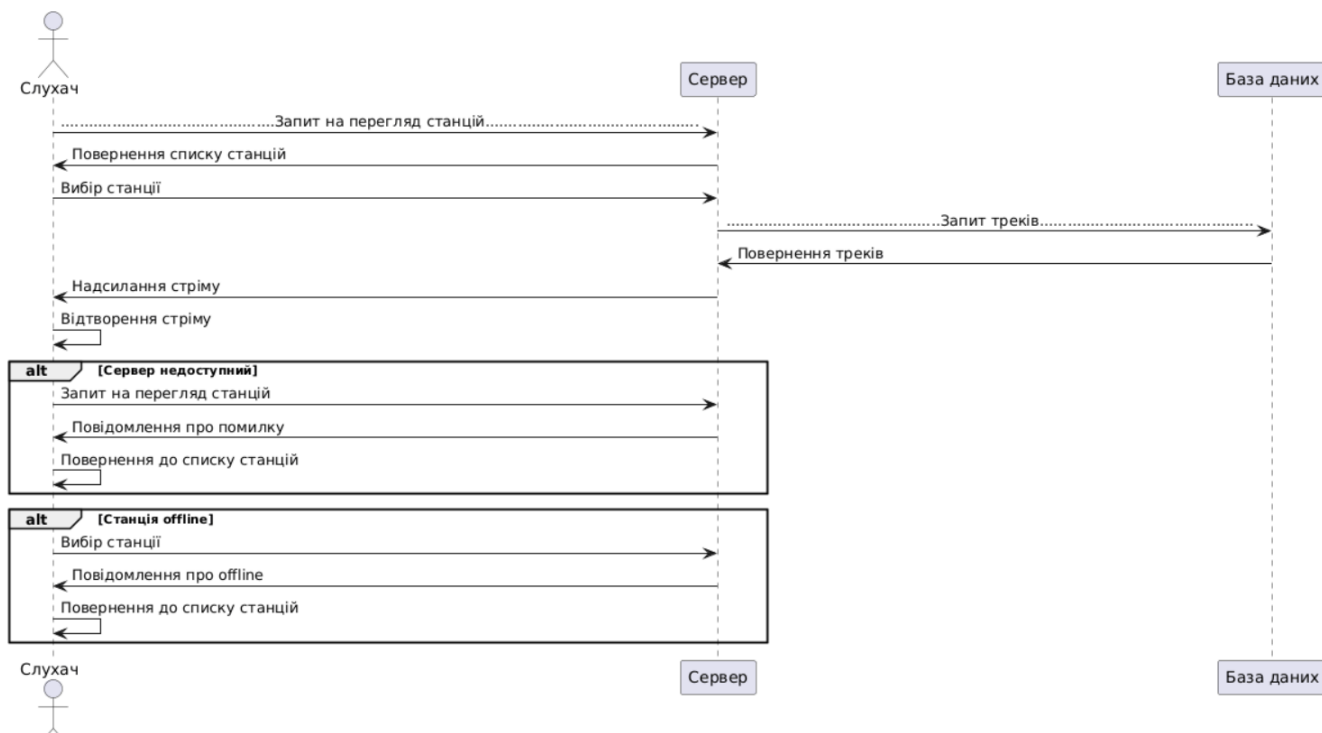 Слухач
Сервер
База даних
............................................Запит на перегляд станцій............................................
Повернення списку станцій
Вибір станції
............................................Запит треків............................................
Повернення треків
Надсилання стріму
Відтворення стріму
alt [Сервер недоступний]
Запит на перегляд станцій
Повідомлення про помилку
Повернення до списку станцій
alt [Станція offline]
Вибір станції
Повідомлення про offline
Повернення до списку станцій
Слухач
Сервер
База даних